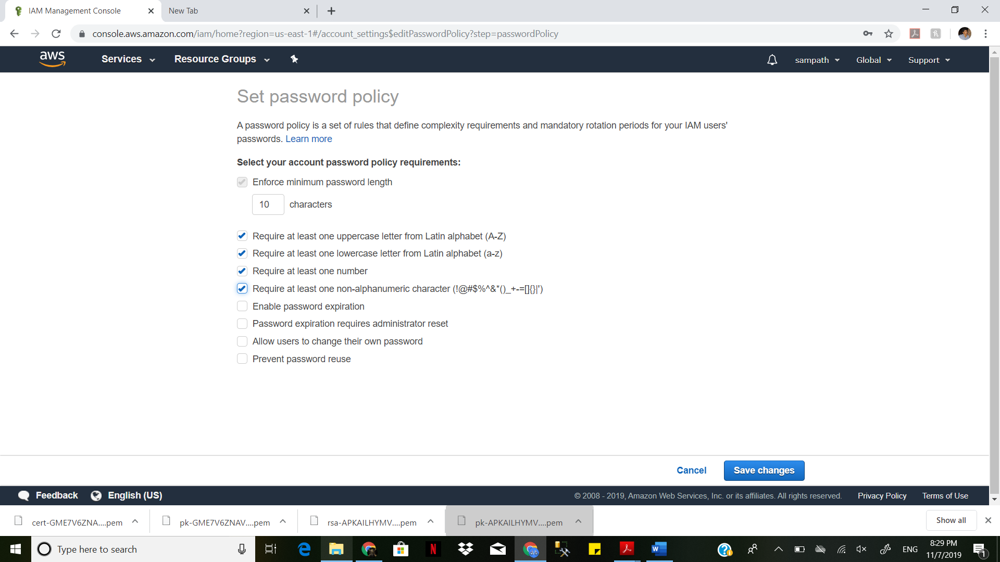 IAM Management Console
New Tab
console.aws.amazon.com/iam/home?region=us-east-1#/account_settings$editPasswordPolicy?step=passwordPolicy
aws
Services
Resource Groups
sampath
Global
Support
Set password policy
A password policy is a set of rules that define complexity requirements and mandatory rotation periods for your IAM users'
passwords. Learn more
Select your account password policy requirements:
Enforce minimum password length
10 characters
Require at least one uppercase letter from Latin alphabet (A-Z)
Require at least one lowercase letter from Latin alphabet (a-z)
Require at least one number
Require at least one non-alphanumeric character (!@#$%^&*()_+-=[]{}|')
Enable password expiration
Password expiration requires administrator reset
Allow users to change their own password
Prevent password reuse
Cancel
Save changes
Feedback
English (US)
© 2008 - 2019, Amazon Web Services, Inc. or its affiliates. All rights reserved.
Privacy Policy
Terms of Use
cert-GME7V6ZNA....pem
pk-GME7V6ZNAV....pem
rsa-APKAILHYMV....pem
pk-APKAILHYMV....pem
Show all
Type here to search
ENG
8:29 PM
11/7/2019
1